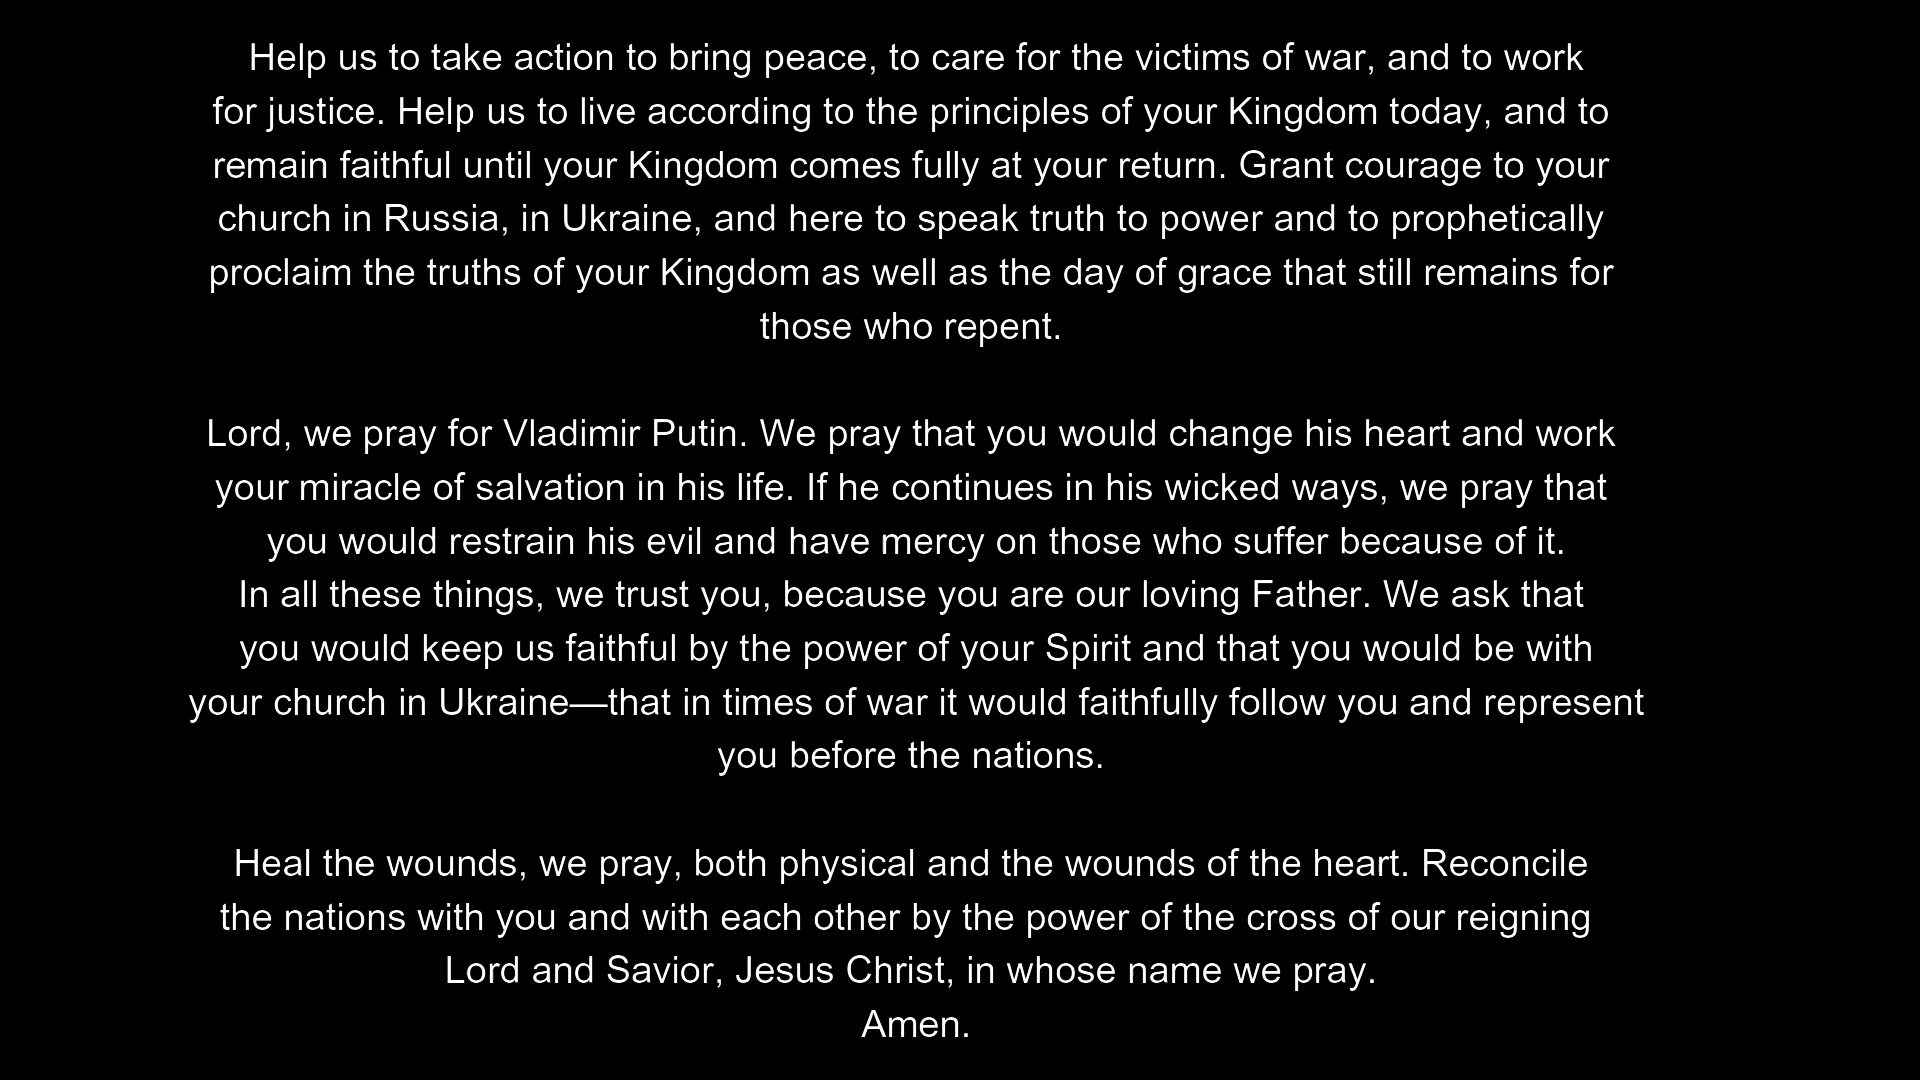 Help us to take action to bring peace, to care for the victims of war, and to work
for justice. Help us to live according to the principles of your Kingdom today, and to
remain faithful until your Kingdom comes fully at your return. Grant courage to your
church in Russia, in Ukraine, and here to speak truth to power and to prophetically
proclaim the truths of your Kingdom as well as the day of grace that still remains for
those who repent.
Lord, we pray for Vladimir Putin. We pray that you would change his heart and work
your miracle of salvation in his life. If he continues in his wicked ways, we pray that
you would restrain his evil and have mercy on those who suffer because of it.
In all these things, we trust you, because you are our loving Father. We ask that
you would keep us faithful by the power of your Spirit and that you would be with
your church in Ukraine—that in times of war it would faithfully follow you and represent
you before the nations.
Heal the wounds, we pray, both physical and the wounds of the heart. Reconcile
the nations with you and with each other by the power of the cross of our reigning
Lord and Savior, Jesus Christ, in whose name we pray.
Amen.